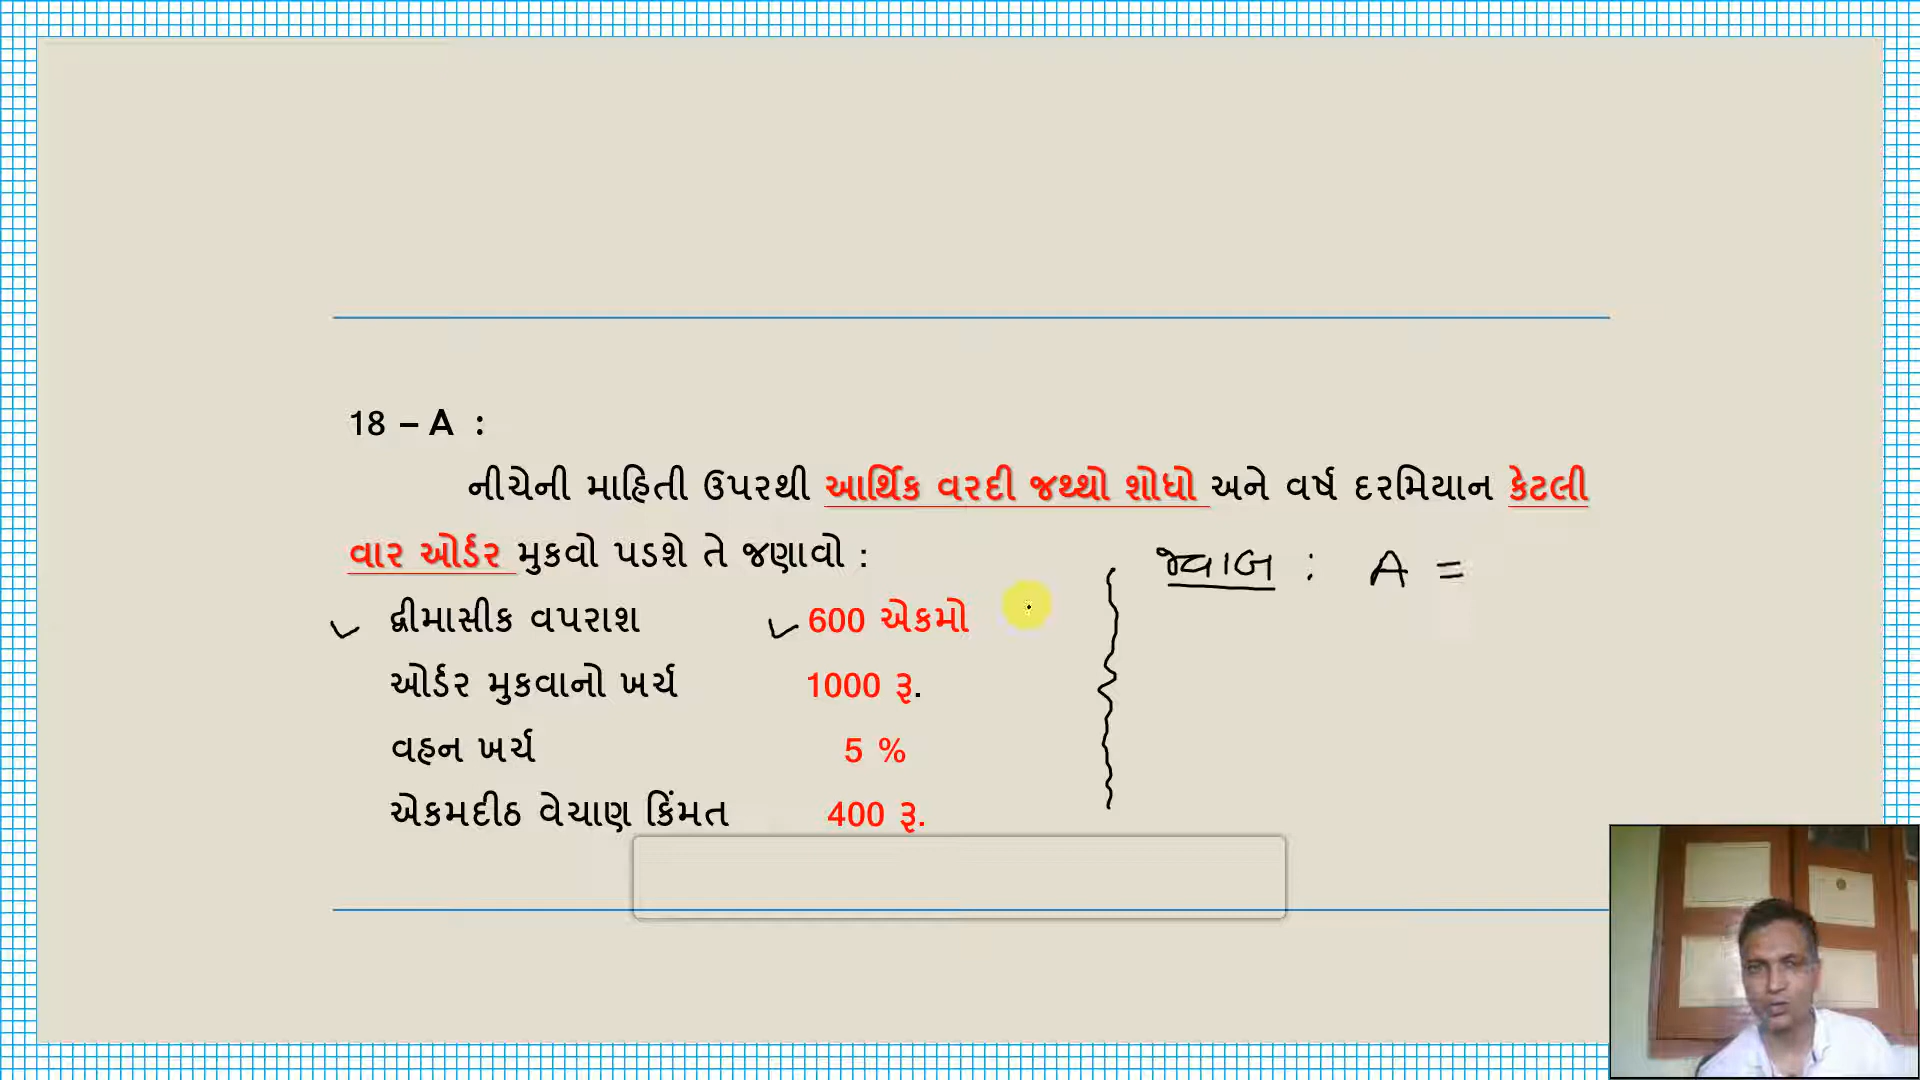 18 – A :
નીચેની માહિતી ઉપરથી આર્થિક વરદી જથ્થો શોધો અને વર્ષ દરમિયાન કેટલી
વાર ઓર્ડર મુકવો પડશે તે જણાવો :
જવાબ : A =
દ્વીમાસીક વપરાશ 600 એકમો
ઓર્ડર મુકવાનો ખર્ચ 1000 રૂ.
વહન ખર્ચ 5 %
એકમદીઠ વેચાણ કિંમત 400 રૂ.